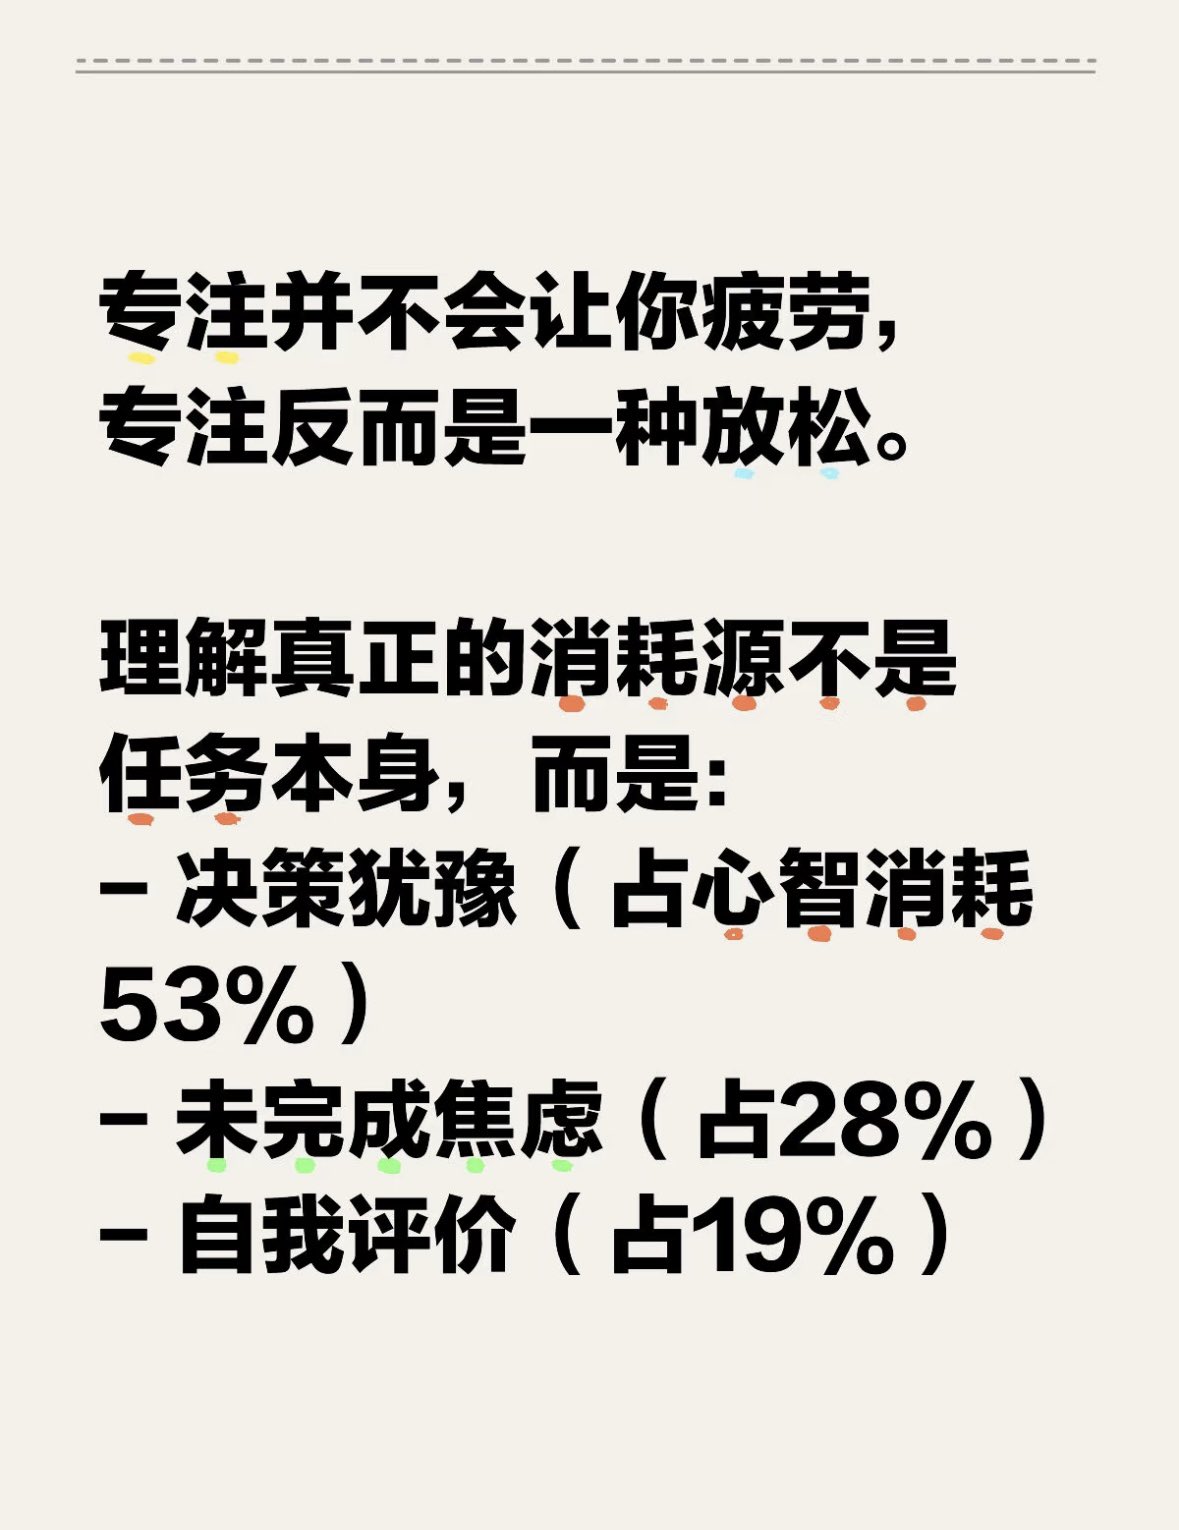 专注并不会让你疲劳，
专注反而是一种放松。
理解真正的消耗源不是
任务本身，而是：
- 决策犹豫（占心智消耗
53%）
- 未完成焦虑（占28%）
- 自我评价（占19%）